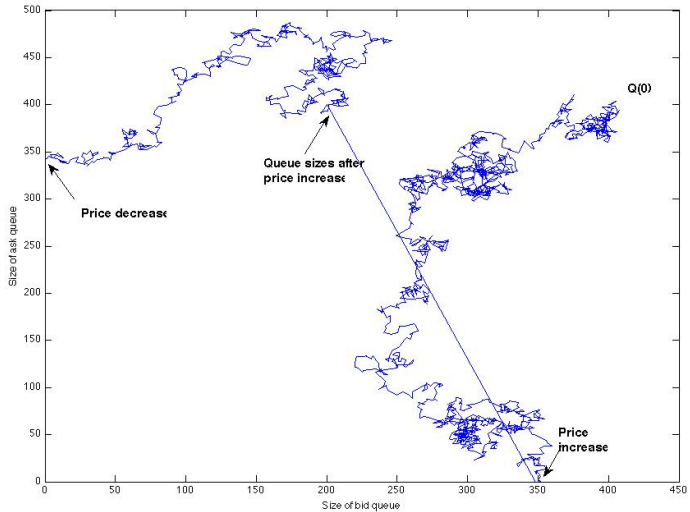 500
450
400
350
300
250
200
150
100
50
0
Size of ask queue
Q(0)
Queue sizes after
price increase
Price decrease
Price
increase
0 50 100 150 200 250 300 350 400 450
Size of bid queue